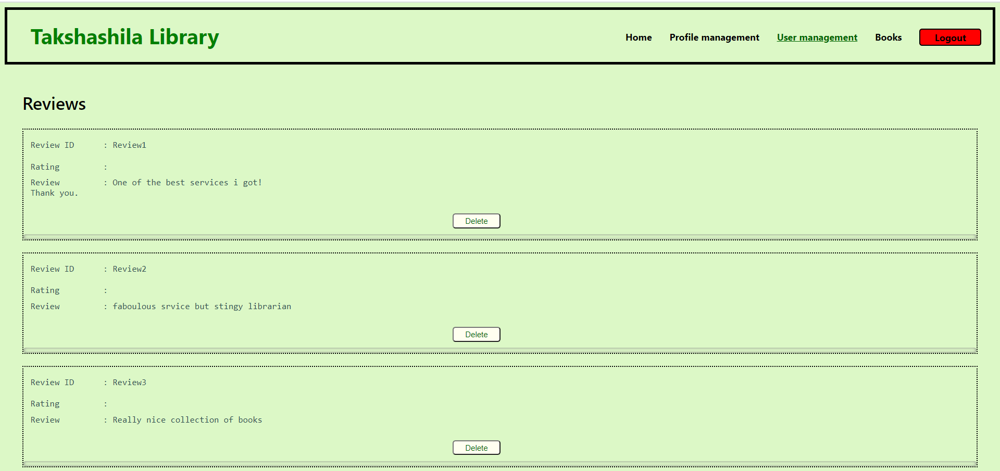 Takshashila Library
Home Profile management User management Books Logout
Reviews
Review ID : Review1
Rating :
Review : One of the best services i got!
Thank you.
Delete
Review ID : Review2
Rating :
Review : faboulous srvice but stingy librarian
Delete
Review ID : Review3
Rating :
Review : Really nice collection of books
Delete